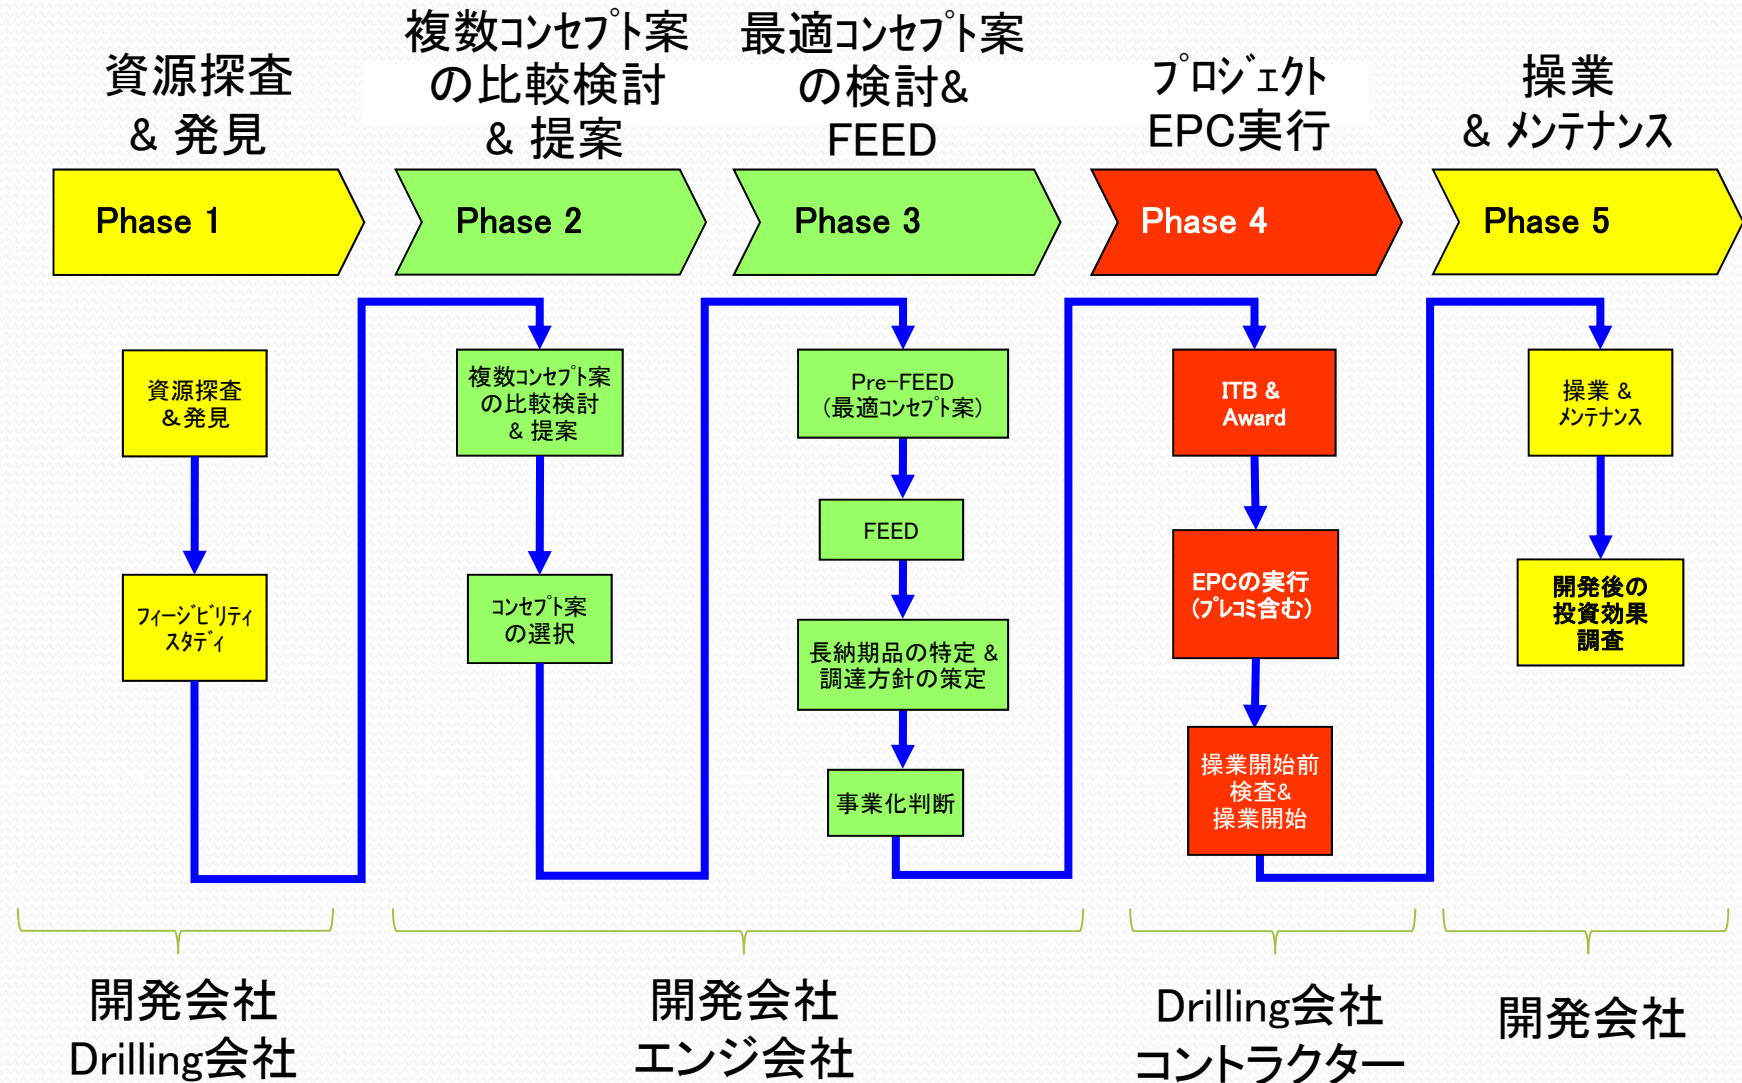 資源探査
& 発見
複数ｺﾝｾﾌﾟﾄ案
の比較検討
& 提案
最適ｺﾝｾﾌﾟﾄ案
の検討&
FEED
ﾌﾟﾛｼﾞｪｸﾄ
EPC実行
操業
& ﾒﾝﾃﾅﾝｽ
Phase 1
Phase 2
Phase 3
Phase 4
Phase 5
資源探査
＆発見
ﾌｨｰｼﾞﾋﾞﾘﾃｨ
ｽﾀﾃﾞｨ
複数ｺﾝｾﾌﾟﾄ案
の比較検討
& 提案
ｺﾝｾﾌﾟﾄ案
の選択
Pre-FEED
(最適ｺﾝｾﾌﾟﾄ案)
FEED
長納期品の特定 &
調達方針の策定
事業化判断
ITB &
Award
EPCの実行
(ﾌﾟﾚｺﾐ含む)
操業開始前
検査&
操業開始
操業 &
ﾒﾝﾃﾅﾝｽ
開発後の
投資効果
調査
開発会社
Drilling会社
開発会社
エンジ会社
Drilling会社
コントラクター
開発会社